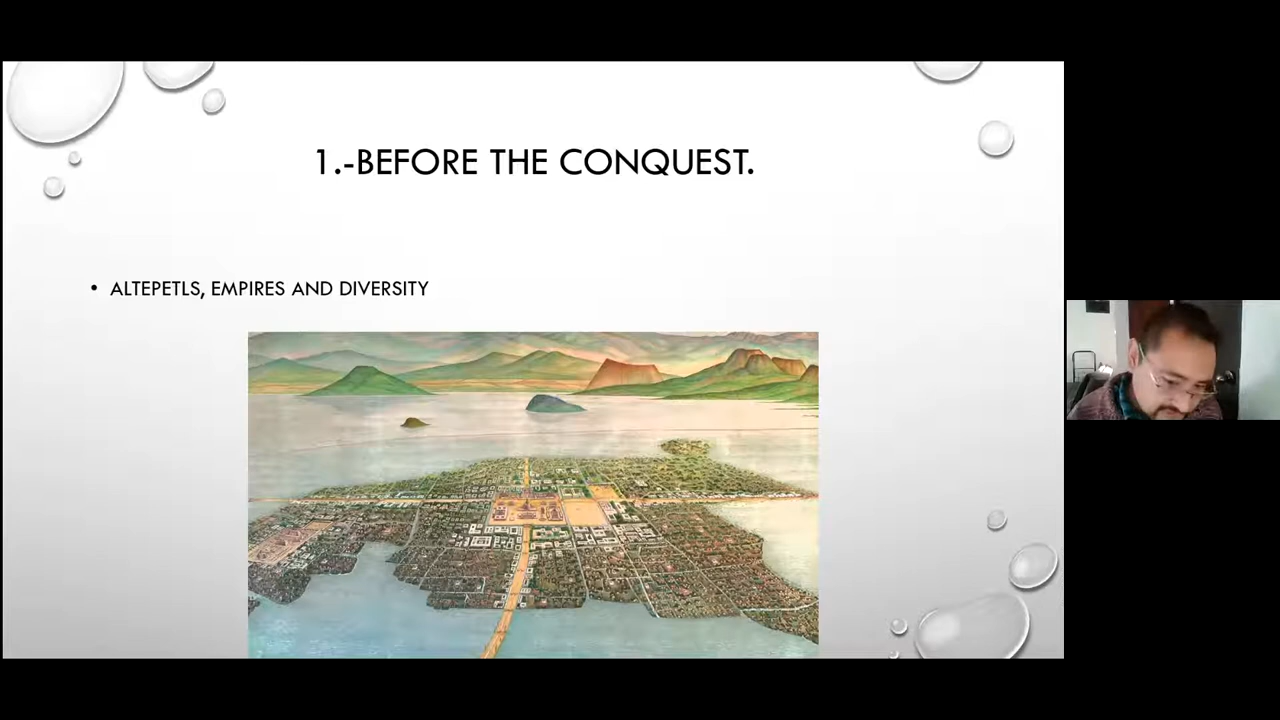 1.-BEFORE THE CONQUEST.
• ALTEPETLS, EMPIRES AND DIVERSITY